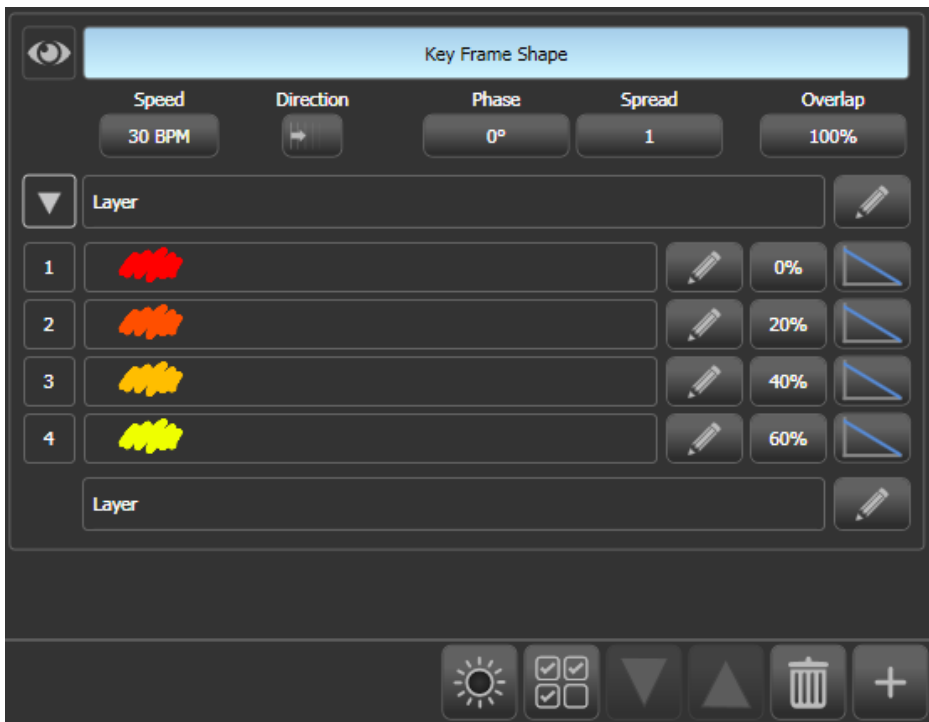 Key Frame Shape
Speed Direction Phase Spread Overlap
30 BPM 0° 1 100%
Layer
1 0%
2 20%
3 40%
4 60%
Layer